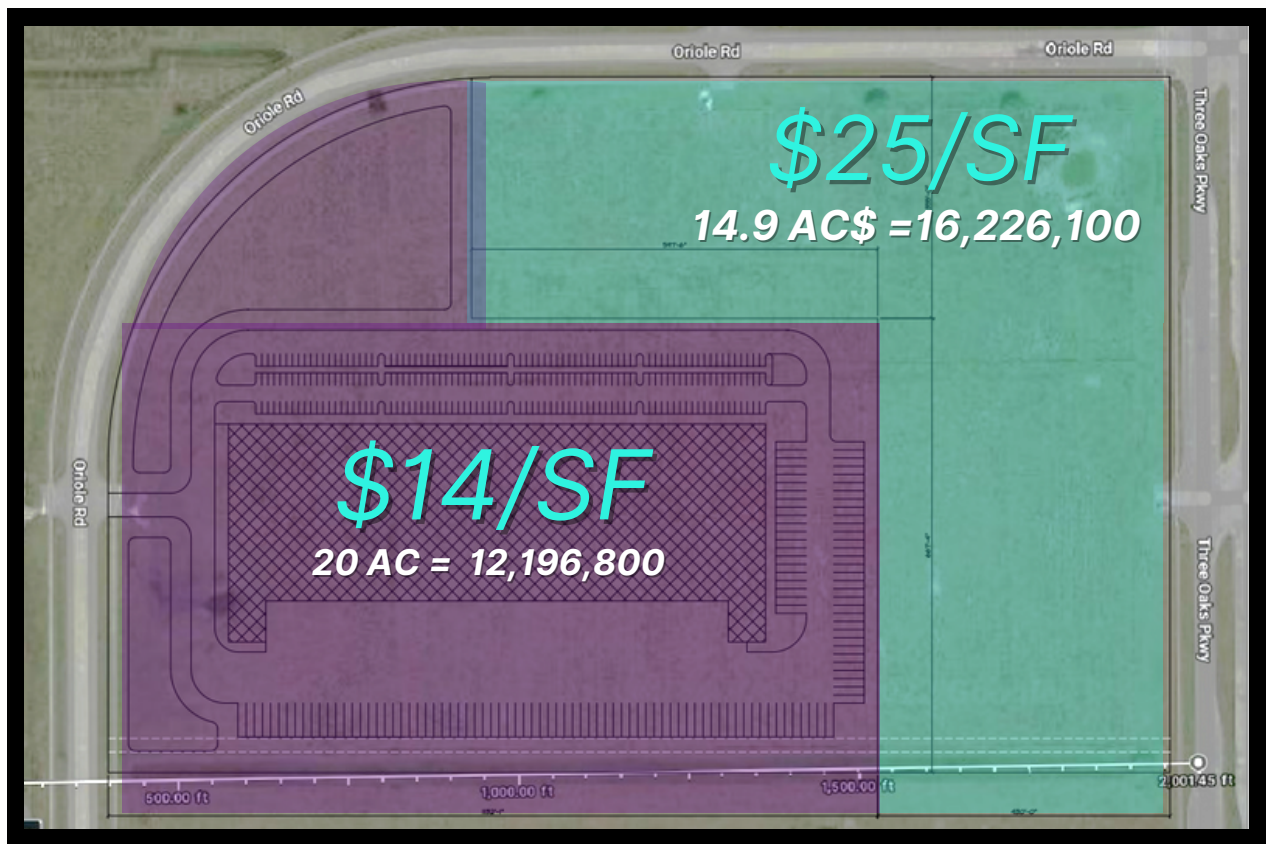 Oriole Rd
Oriole Rd
Oriole Rd
Three Oaks Pkwy
$25/SF
14.9 AC$ =16,226,100
$14/SF
20 AC = 12,196,800
Oriole Rd
Three Oaks Pkwy
500.00 ft
1,000.00 ft
1,500.00 ft
2,001.45 ft